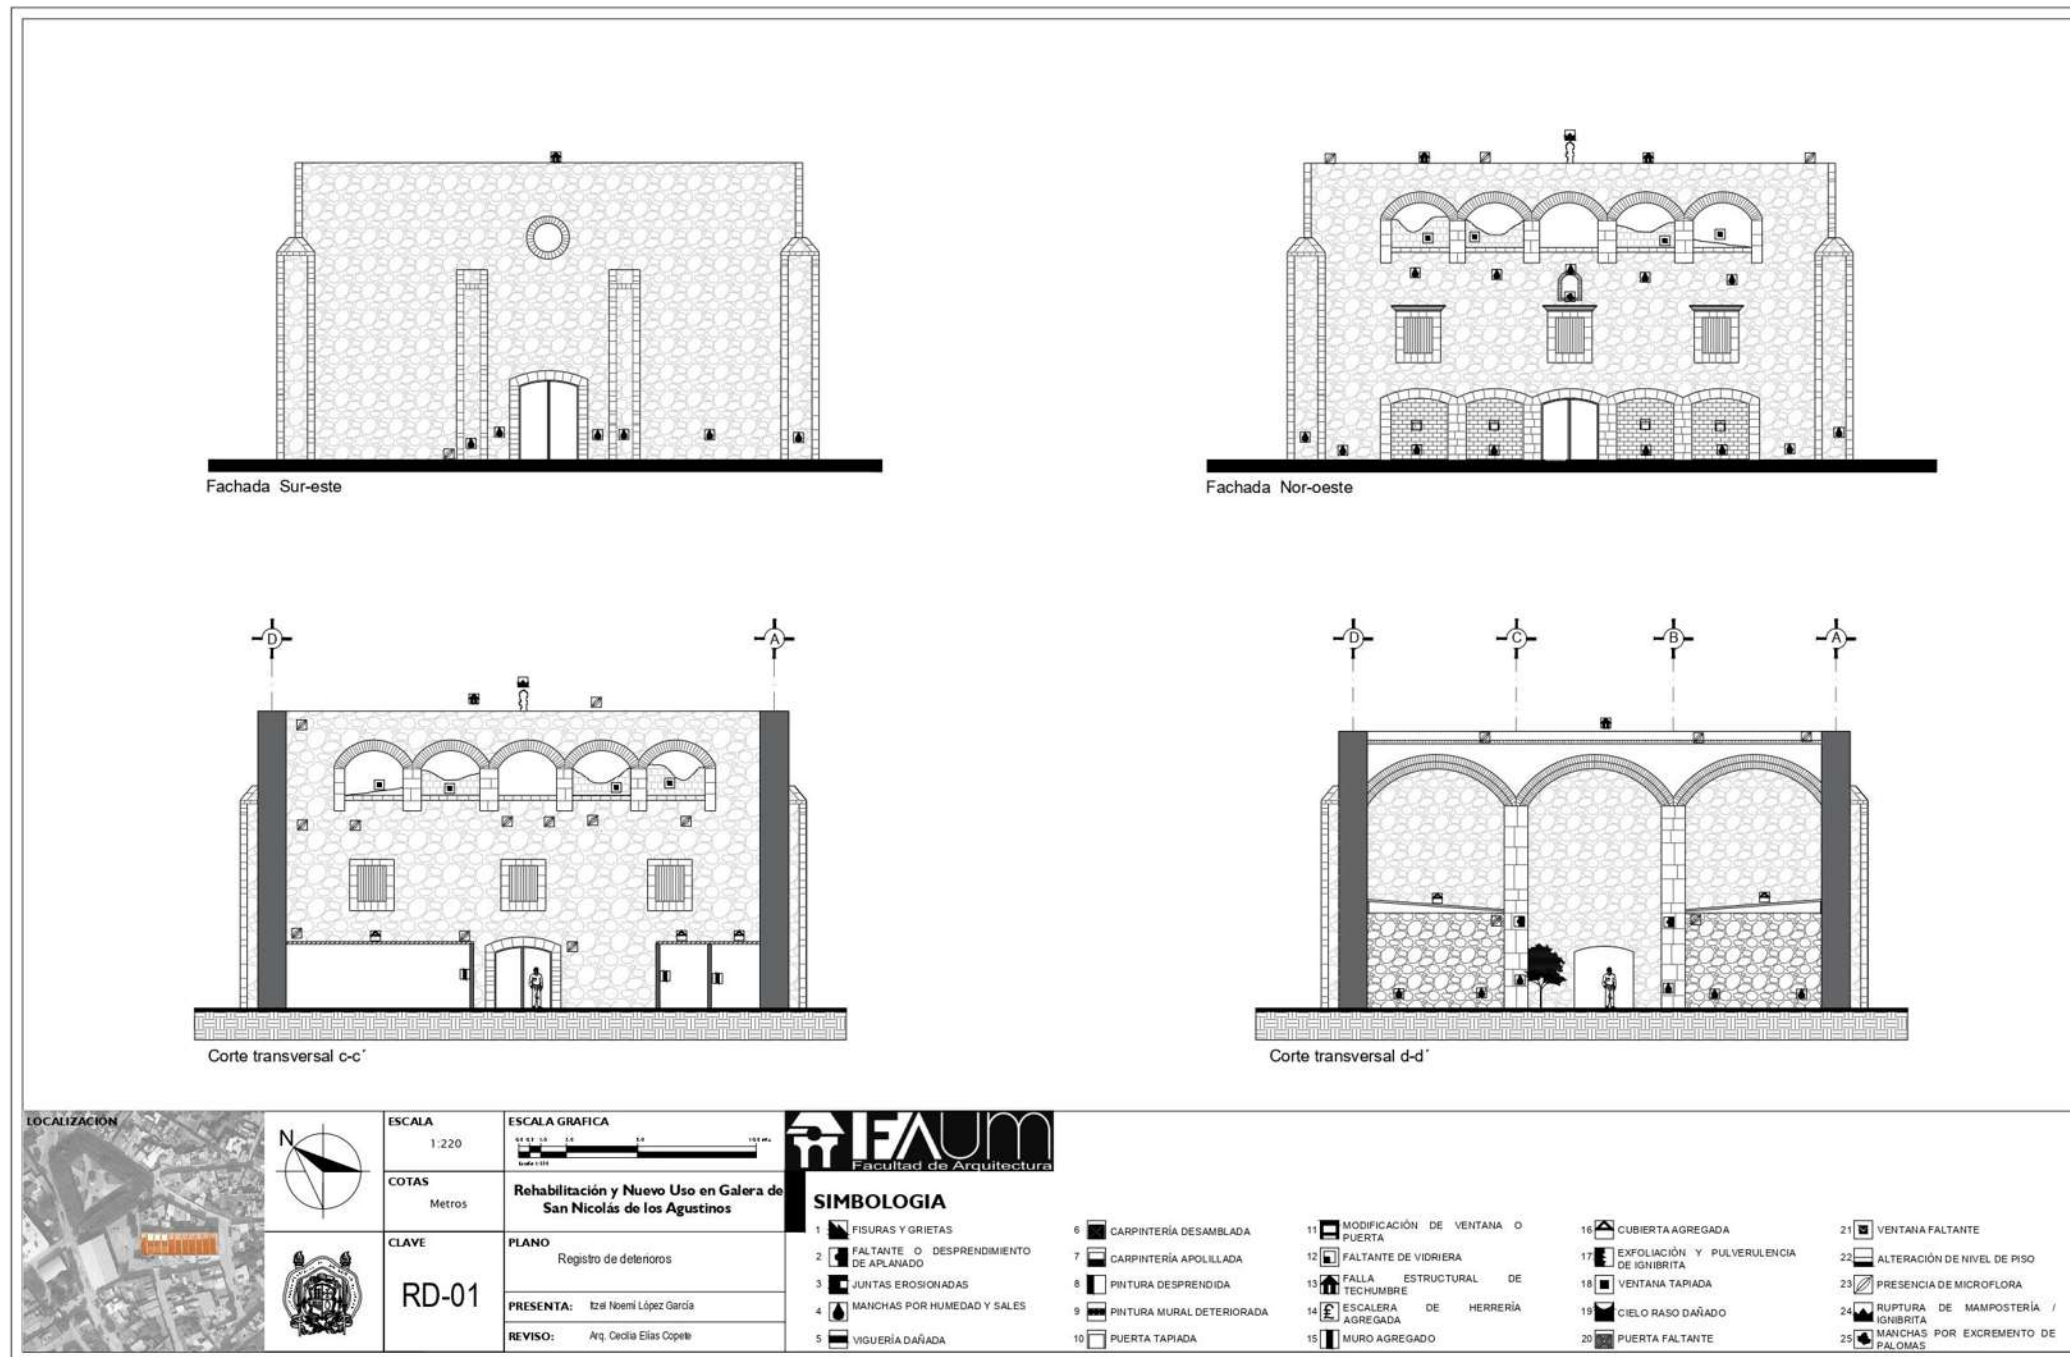 Fachada Sur-este
Fachada Nor-oeste
D
A
D
C
B
A
Corte transversal c-c´
Corte transversal d-d´
LOCALIZACIÓN
N
ESCALA
1:220
COTAS
Metros
CLAVE
RD-01
ESCALA GRAFICA
Rehabilitación y Nuevo Uso en Galera de
San Nicolás de los Agustinos
PLANO
Registro de deterioros
PRESENTA: Itzel Noemí López García
REVISO: Arq. Cecilia Elías Copete
FAUM
Facultad de Arquitectura
SIMBOLOGIA
1 FISURAS Y GRIETAS
2 FALTANTE O DESPRENDIMIENTO
DE APLANADO
3 JUNTAS EROSIONADAS
4 MANCHAS POR HUMEDAD Y SALES
5 VIGUERÍA DAÑADA
6 CARPINTERÍA DESAMBLADA
7 CARPINTERÍA APOLILLADA
8 PINTURA DESPRENDIDA
9 PINTURA MURAL DETERIORADA
10 PUERTA TAPIADA
11 MODIFICACIÓN DE VENTANA O
PUERTA
12 FALTANTE DE VIDRIERA
13 FALLA ESTRUCTURAL DE
TECHUMBRE
14 £ ESCALERA DE HERRERÍA
AGREGADA
15 MURO AGREGADO
16 CUBIERTA AGREGADA
17 EXFOLIACIÓN Y PULVERULENCIA
DE IGNIBRITA
18 VENTANA TAPIADA
19 CIELO RASO DAÑADO
20 PUERTA FALTANTE
21 VENTANA FALTANTE
22 ALTERACIÓN DE NIVEL DE PISO
23 PRESENCIA DE MICROFLORA
24 RUPTURA DE MAMPOSTERÍA /
IGNIBRITA
25 MANCHAS POR EXCREMENTO DE
PALOMAS